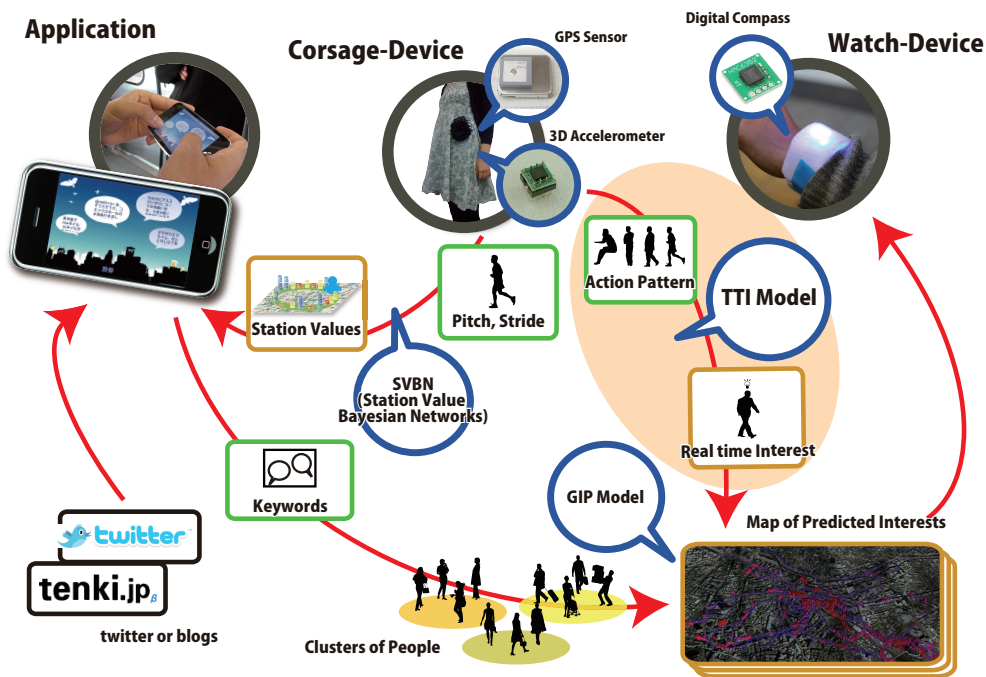 Application
Corsage-Device
GPS Sensor
Digital Compass
Watch-Device
3D Accelerometer
Action Pattern
TTI Model
Station Values
Pitch, Stride
SVBN
(Station Value
Bayesian Networks)
Real time Interest
Keywords
GIP Model
Map of Predicted Interests
twitter
tenki.jp
β
twitter or blogs
Clusters of People